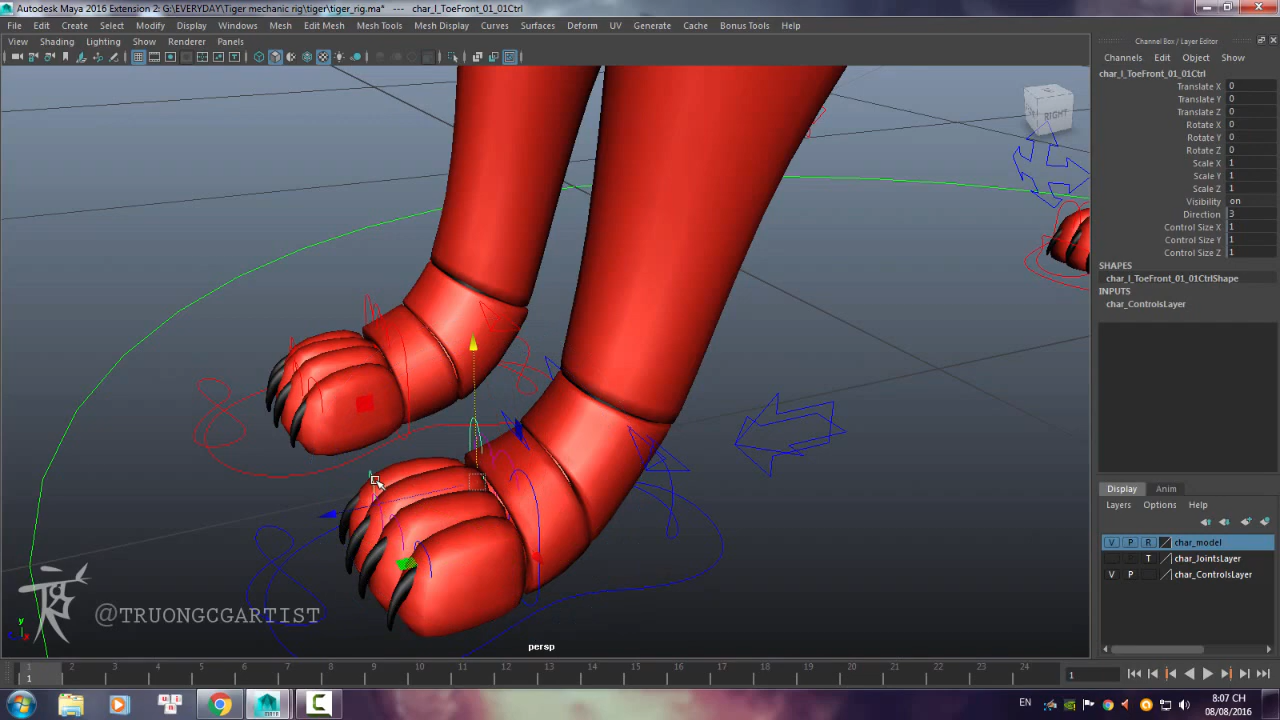 Autodesk Maya 2016 Extension 2: G:\EVERYDAY\Tiger mechanic rig\tiger\tiger_rig.ma* --- char_l_ToeFront_01_01Ctrl
File Edit Create Select Modify Display Windows Mesh Edit Mesh Mesh Tools Mesh Display Curves Surfaces Deform UV Generate Cache Bonus Tools Help
View Shading Lighting Show Renderer Panels
Channel Box / Layer Editor
Channels Edit Object Show
char_l_ToeFront_01_01Ctrl
Translate X 0
Translate Y 0
Translate Z 0
Rotate X 0
Rotate Y 0
Rotate Z 0
Scale X 1
Scale Y 1
Scale Z 1
Visibility on
Direction 3
Control Size X 1
Control Size Y 1
Control Size Z 1
SHAPES
char_l_ToeFront_01_01CtrlShape
INPUTS
char_ControlsLayer
RIGHT
Display Anim
Layers Options Help
V P R char_model
T char_JointsLayer
V P char_ControlsLayer
@TRUONGCGARTIST
y
persp
1 2 3 4 5 6 7 8 9 10 11 12 13 14 15 16 17 18 19 20 21 22 23 24
1
1
EN
8:07 CH
08/08/2016